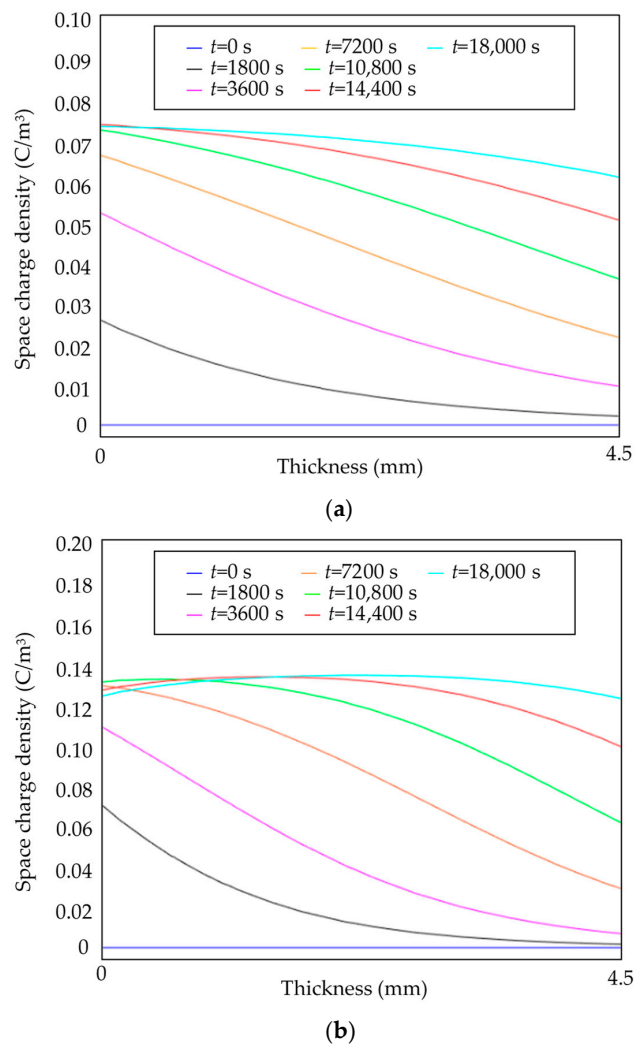 0.10
t=0 s t=7200 s t=18,000 s
0.09
t=1800 s t=10,800 s
t=3600 s t=14,400 s
0.08
0.07
0.06
0.05
0.04
0.03
0.02
0.01
0
Space charge density (C/m³)
0 Thickness (mm) 4.5
(a)
0.20
t=0 s t=7200 s t=18,000 s
0.18
t=1800 s t=10,800 s
t=3600 s t=14,400 s
0.16
0.14
0.12
0.10
0.08
0.06
0.04
0.02
0
Space charge density (C/m³)
0 Thickness (mm) 4.5
(b)